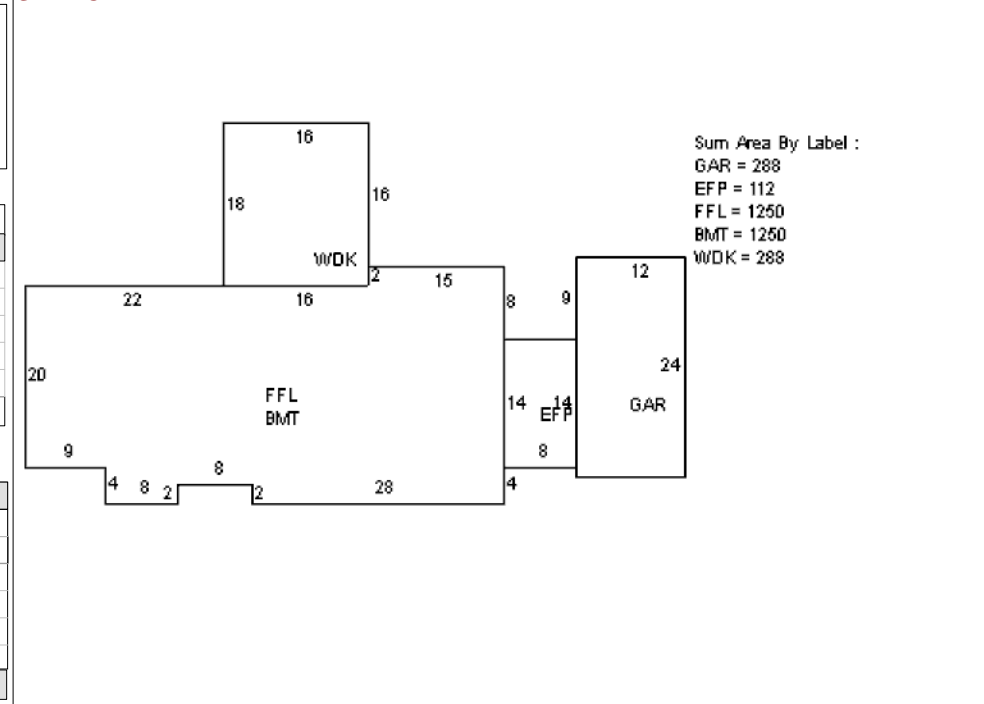 16
18
16
WDK
2
15
22
16
8
9
12
20
24
FFL
BMT
14
14
EFP
GAR
9
8
8
4
8
2
2
28
4
Sum Area By Label :
GAR = 288
EFP = 112
FFL = 1250
BMT = 1250
WDK = 288